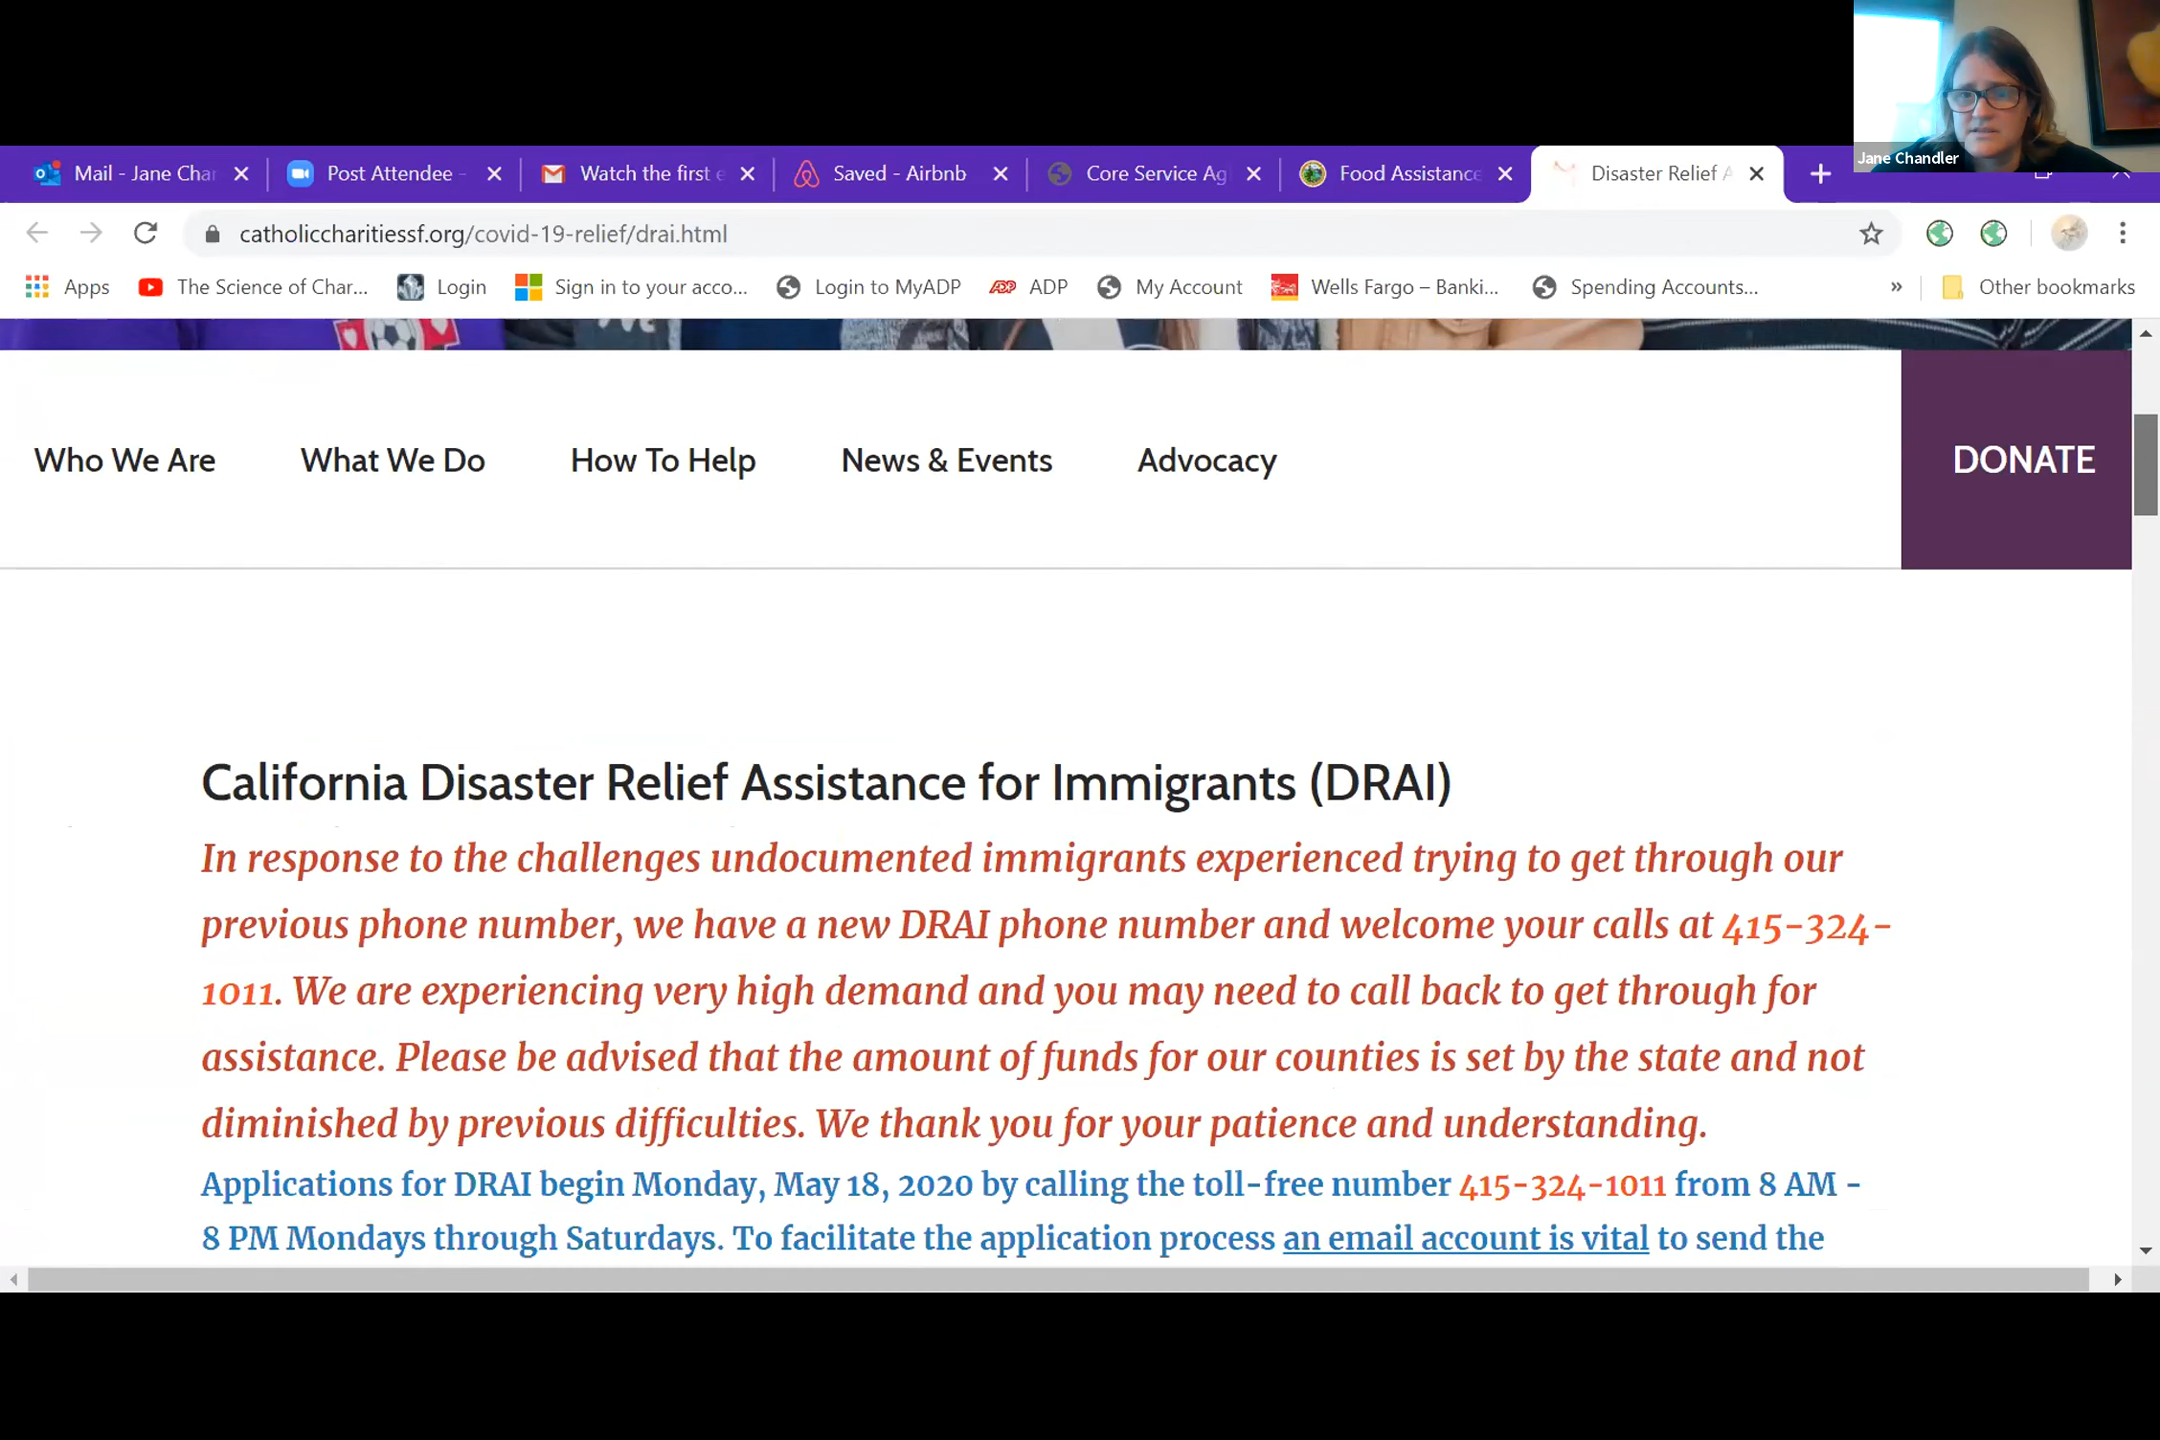 Jane Chandler
Mail - Jane Cha
Post Attendee -
Watch the first e
Saved - Airbnb
Core Service Ag
Food Assistance
Disaster Relief A
catholiccharitiessf.org/covid-19-relief/drai.html
Apps
The Science of Char...
Login
Sign in to your acco...
Login to MyADP
ADP
ADP
My Account
Wells Fargo – Banki...
Spending Accounts...
»
Other bookmarks
Who We Are
What We Do
How To Help
News & Events
Advocacy
DONATE
California Disaster Relief Assistance for Immigrants (DRAI)
In response to the challenges undocumented immigrants experienced trying to get through our
previous phone number, we have a new DRAI phone number and welcome your calls at 415-324-
1011. We are experiencing very high demand and you may need to call back to get through for
assistance. Please be advised that the amount of funds for our counties is set by the state and not
diminished by previous difficulties. We thank you for your patience and understanding.
Applications for DRAI begin Monday, May 18, 2020 by calling the toll-free number 415-324-1011 from 8 AM -
8 PM Mondays through Saturdays. To facilitate the application process an email account is vital to send the